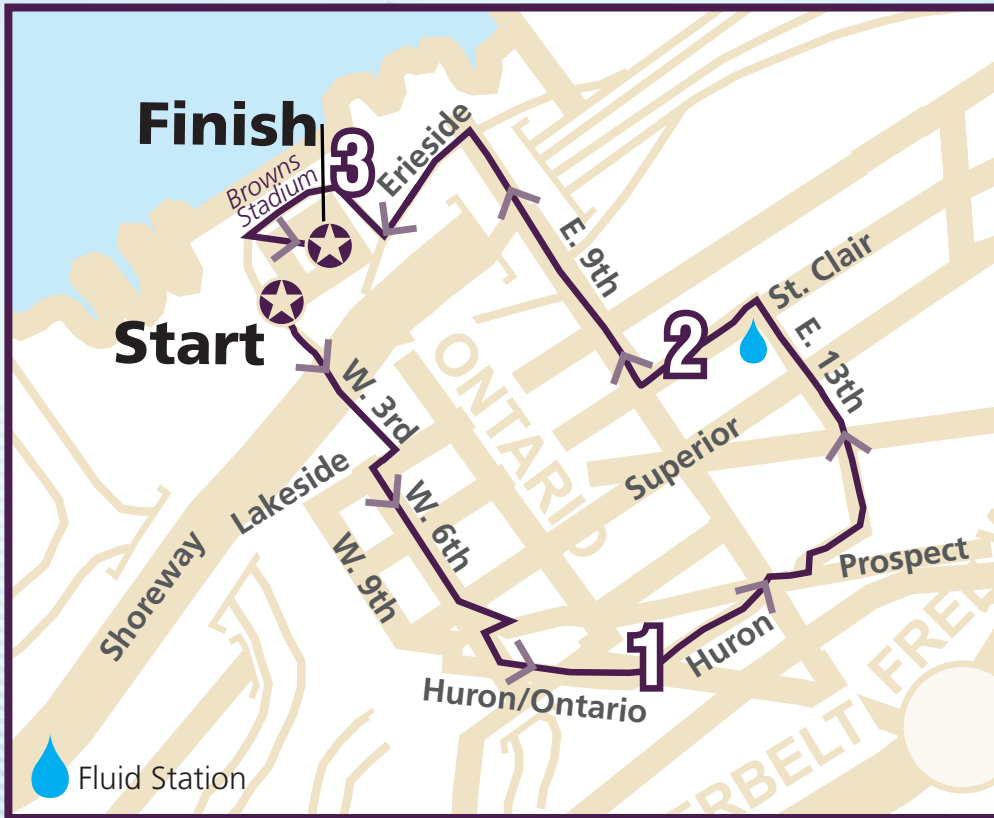 Finish
3
Erieside
Browns
Stadium
E. 9th
St. Clair
Start
2
E. 13th
W. 3rd
ONTARIO
Superior
Lakeside
W. 6th
W. 9th
Shoreway
Prospect
1
Huron
Huron/Ontario
Fluid Station